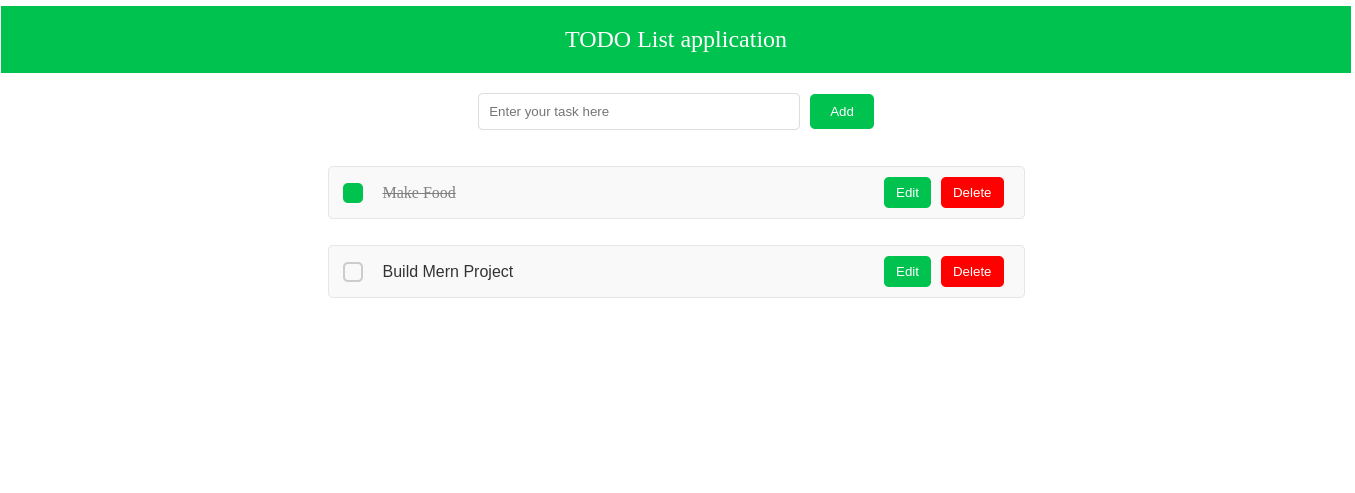 TODO List application
Enter your task here Add
Make Food Edit Delete
Build Mern Project Edit Delete